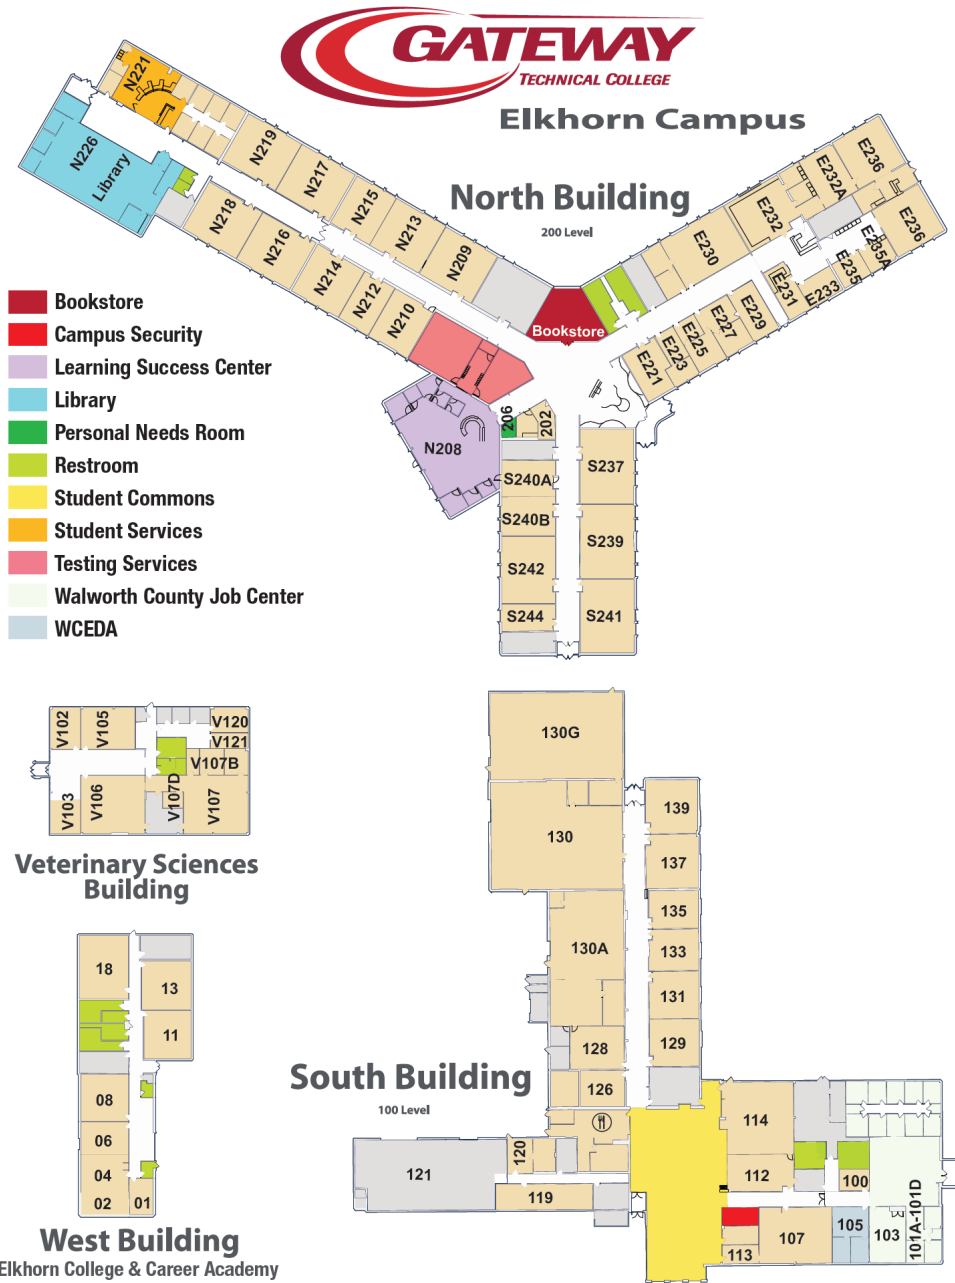 GATEWAY
TECHNICAL COLLEGE
Elkhorn Campus
North Building
200 Level
N221
N226
Library
N219
N217
N215
N213
N209
N218
N216
N214
N212
N210
N208
Bookstore
206
202
E236
E232A
E232
E230
E236
E235A
E235
E233
E231
E229
E227
E225
E223
E221
S240A
S240B
S242
S244
S237
S239
S241
Bookstore
Campus Security
Learning Success Center
Library
Personal Needs Room
Restroom
Student Commons
Student Services
Testing Services
Walworth County Job Center
WCEDA
V102
V105
V120
V121
V107B
V103
V106
V107D
V107
Veterinary Sciences
Building
18
13
11
08
06
04
02
01
West Building
Elkhorn College & Career Academy
South Building
100 Level
130G
130
130A
128
126
139
137
135
133
131
129
121
120
119
114
112
113
107
105
100
103
101A-101D